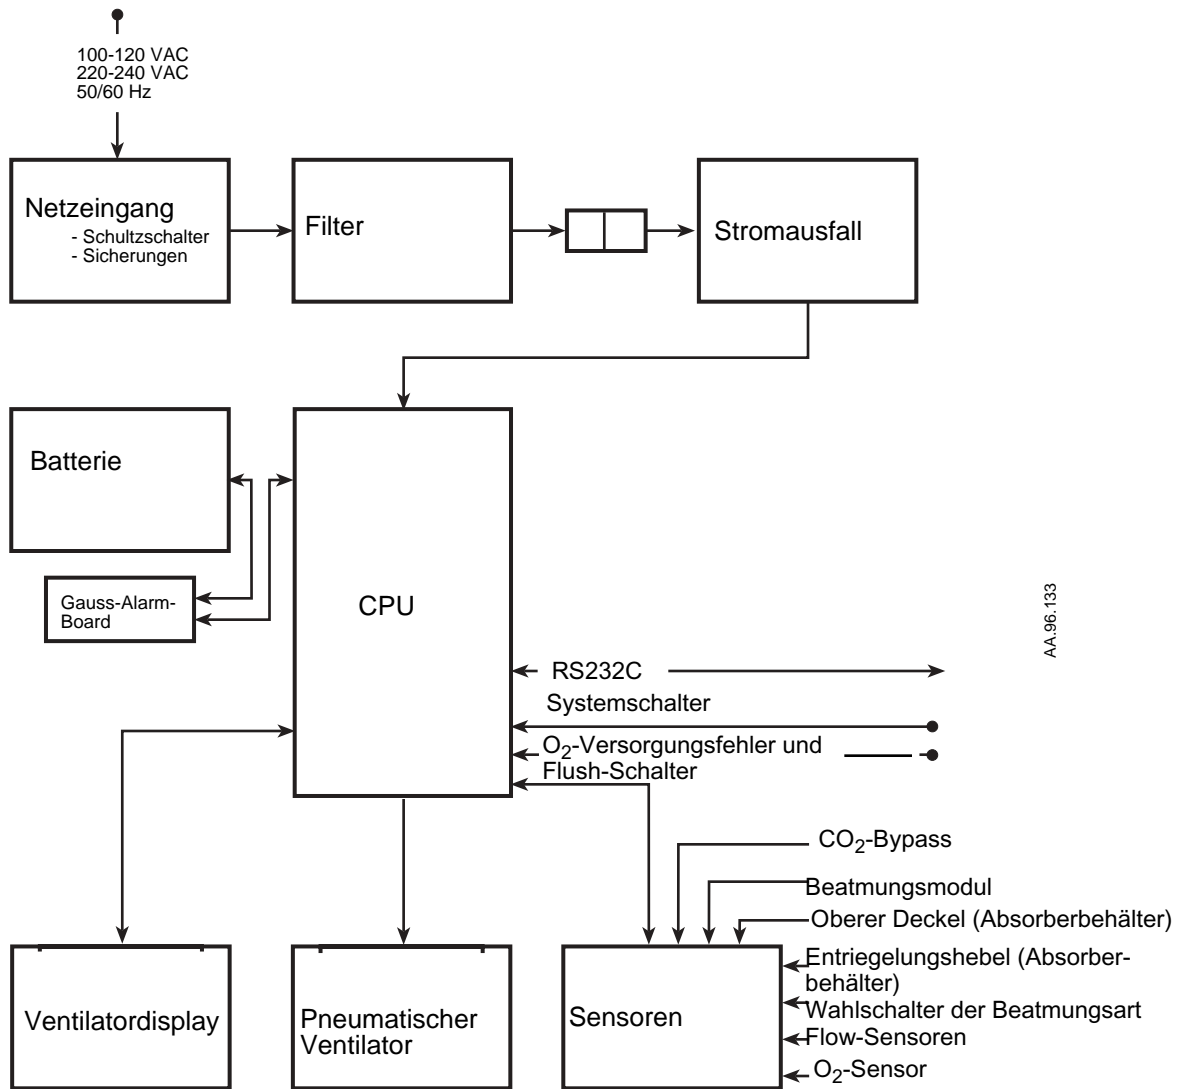 100-120 VAC
220-240 VAC
50/60 Hz
Netzeingang
- Schultzschalter
- Sicherungen
Filter
Stromausfall
Batterie
Gauss-Alarm-
Board
CPU
AA.96.133
RS232C
Systemschalter
O2-Versorgungsfehler und
Flush-Schalter
CO2-Bypass
Beatmungsmodul
Oberer Deckel (Absorberbehälter)
Entriegelungshebel (Absorber-
behälter)
Wahlschalter der Beatmungsart
Flow-Sensoren
O2-Sensor
Ventilatordisplay
Pneumatischer
Ventilator
Sensoren